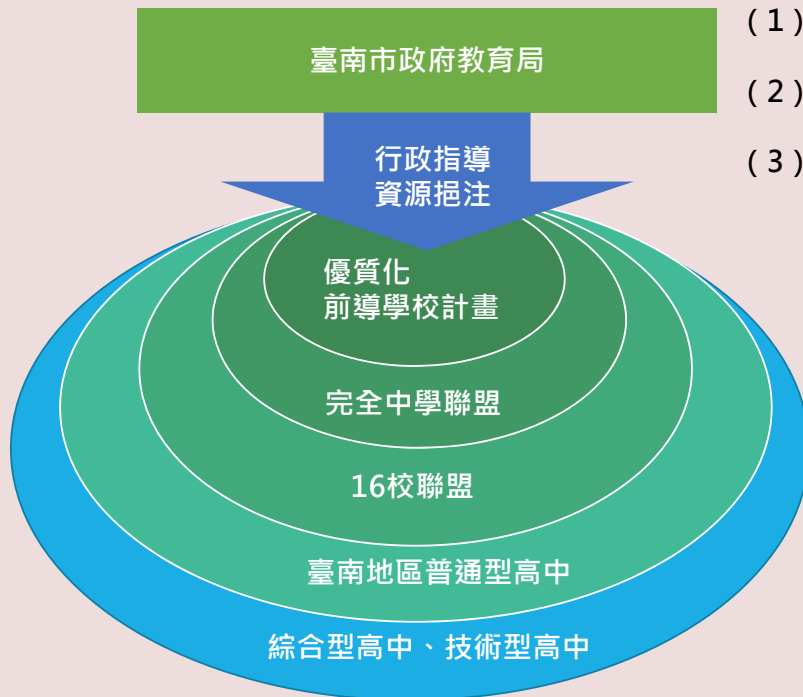 臺南市政府教育局
(1)
(2)
(3)
行政指導
資源挹注
優質化
前導學校計畫
完全中學聯盟
16校聯盟
臺南地區普通型高中
綜合型高中、技術型高中